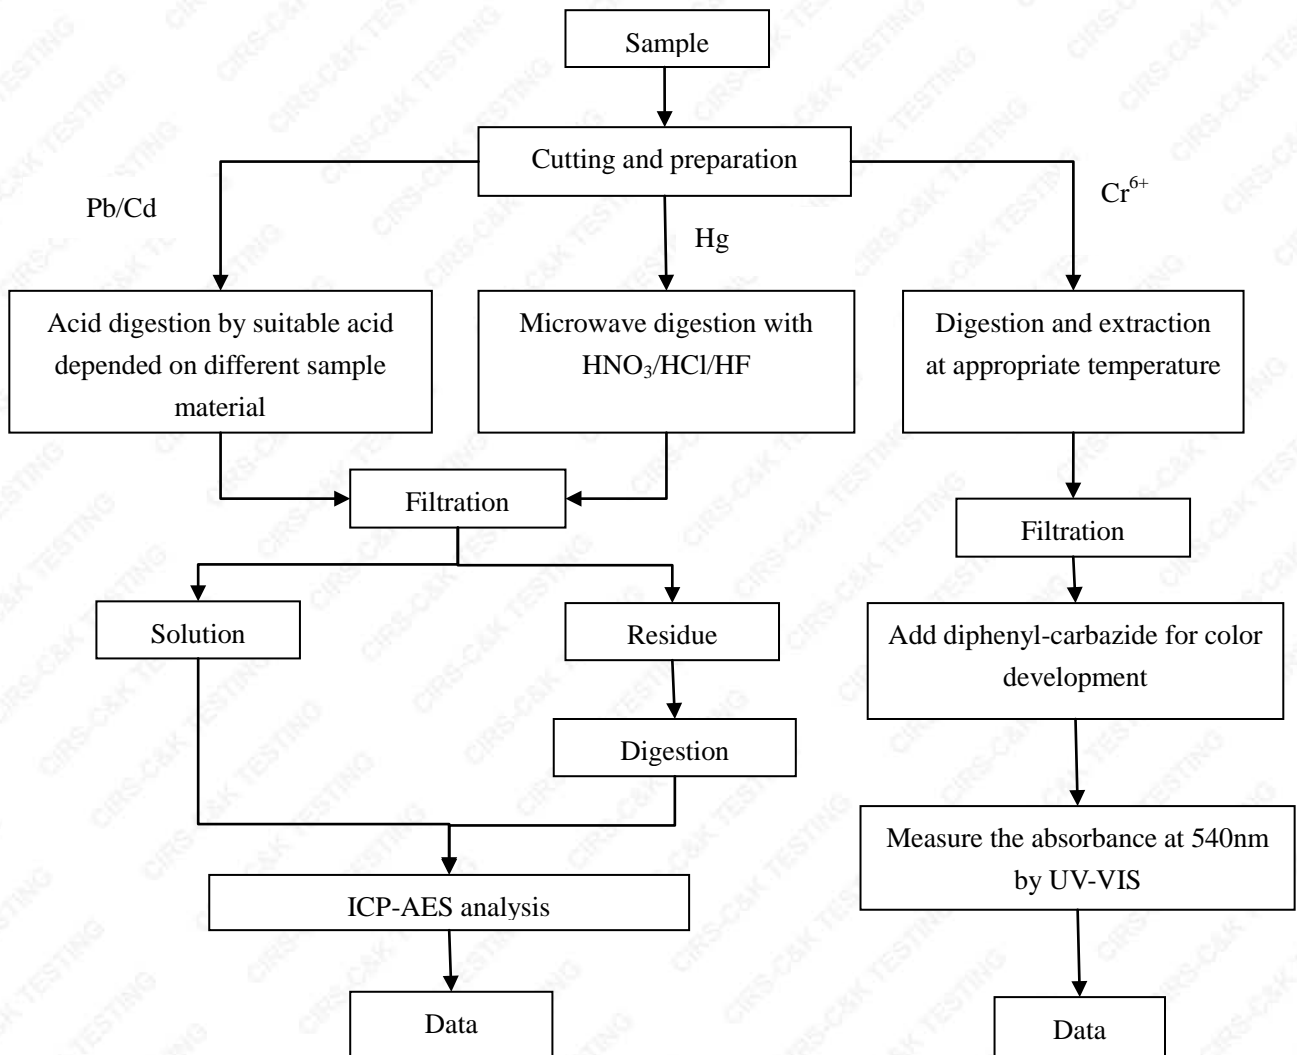 Sample
Cutting and preparation
Pb/Cd
Hg
Cr6+
Acid digestion by suitable acid
depended on different sample
material
Microwave digestion with
HNO3/HCl/HF
Digestion and extraction
at appropriate temperature
Filtration
Filtration
Solution
Residue
Add diphenyl-carbazide for color
development
Digestion
Measure the absorbance at 540nm
by UV-VIS
ICP-AES analysis
Data
Data
CIRS-C&K TESTING